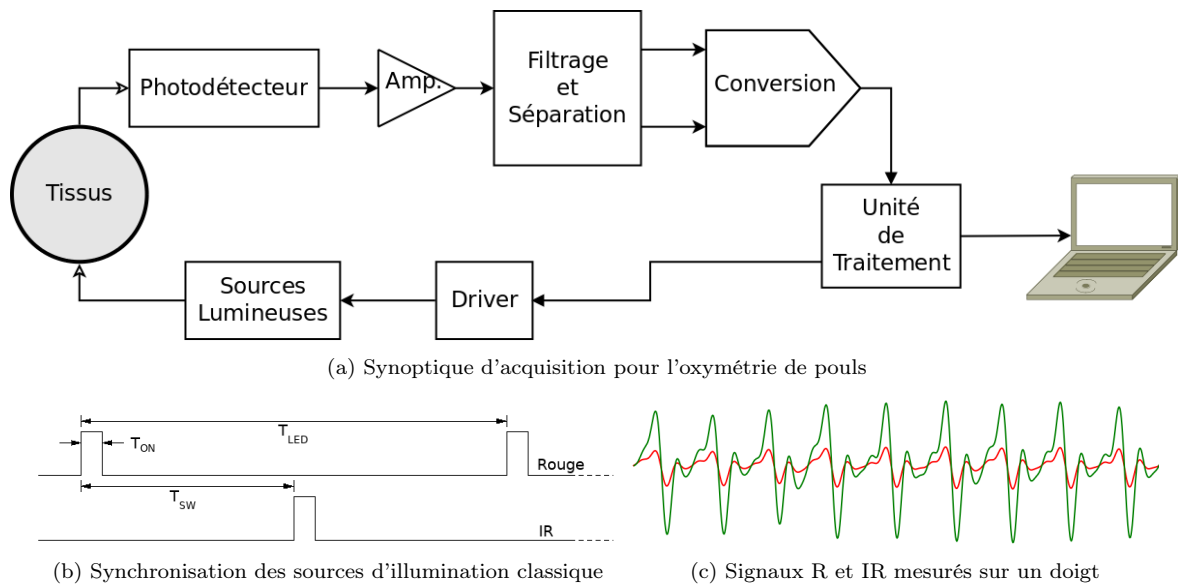 Tissus
Photodétecteur
Amp.
Filtrage
et
Séparation
Conversion
Unité
de
Traitement
Driver
Sources
Lumineuses
(a) Synoptique d'acquisition pour l'oxymétrie de pouls
T_LED
T_ON
Rouge
T_SW
IR
(b) Synchronisation des sources d'illumination classique
(c) Signaux R et IR mesurés sur un doigt